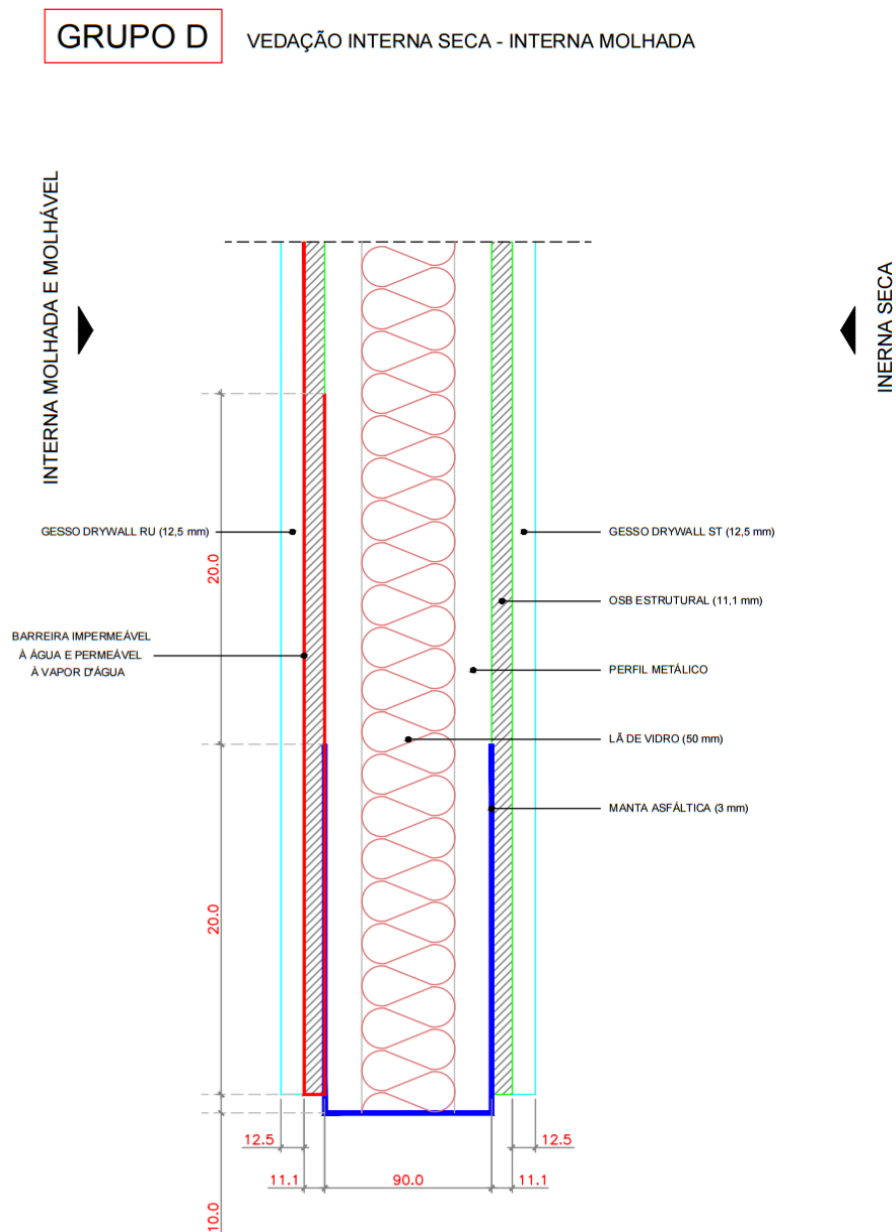 GRUPO D
VEDAÇÃO INTERNA SECA - INTERNA MOLHADA
INTERNA MOLHADA E MOLHÁVEL
INERNA SECA
GESSO DRYWALL RU (12,5 mm)
GESSO DRYWALL ST (12,5 mm)
20.0
OSB ESTRUTURAL (11,1 mm)
BARREIRA IMPERMEÁVEL
À ÁGUA E PERMEÁVEL
À VAPOR D'ÁGUA
PERFIL METÁLICO
LÃ DE VIDRO (50 mm)
MANTA ASFÁLTICA (3 mm)
20.0
12.5
12.5
11.1
90.0
11.1
10.0